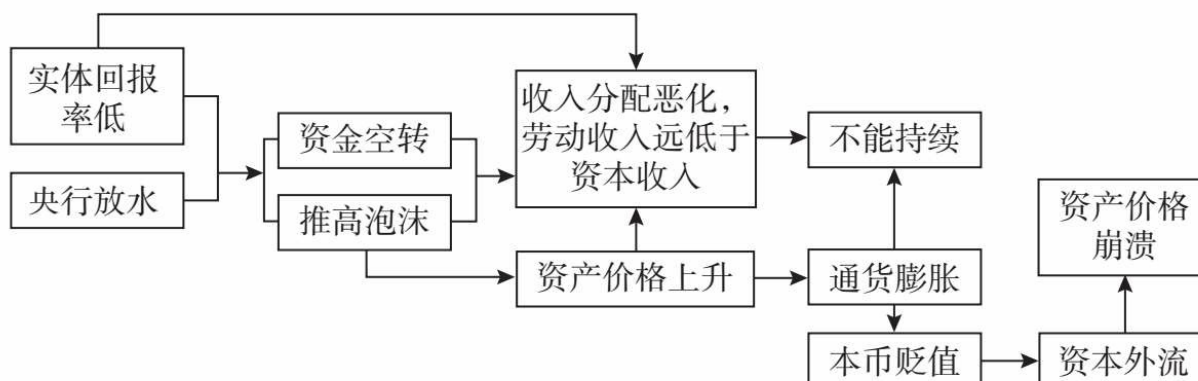 实体回报
率低
央行放水
资金空转
推高泡沫
收入分配恶化，
劳动收入远低于
资本收入
资产价格上升
不能持续
通货膨胀
本币贬值
资产价格
崩溃
资本外流